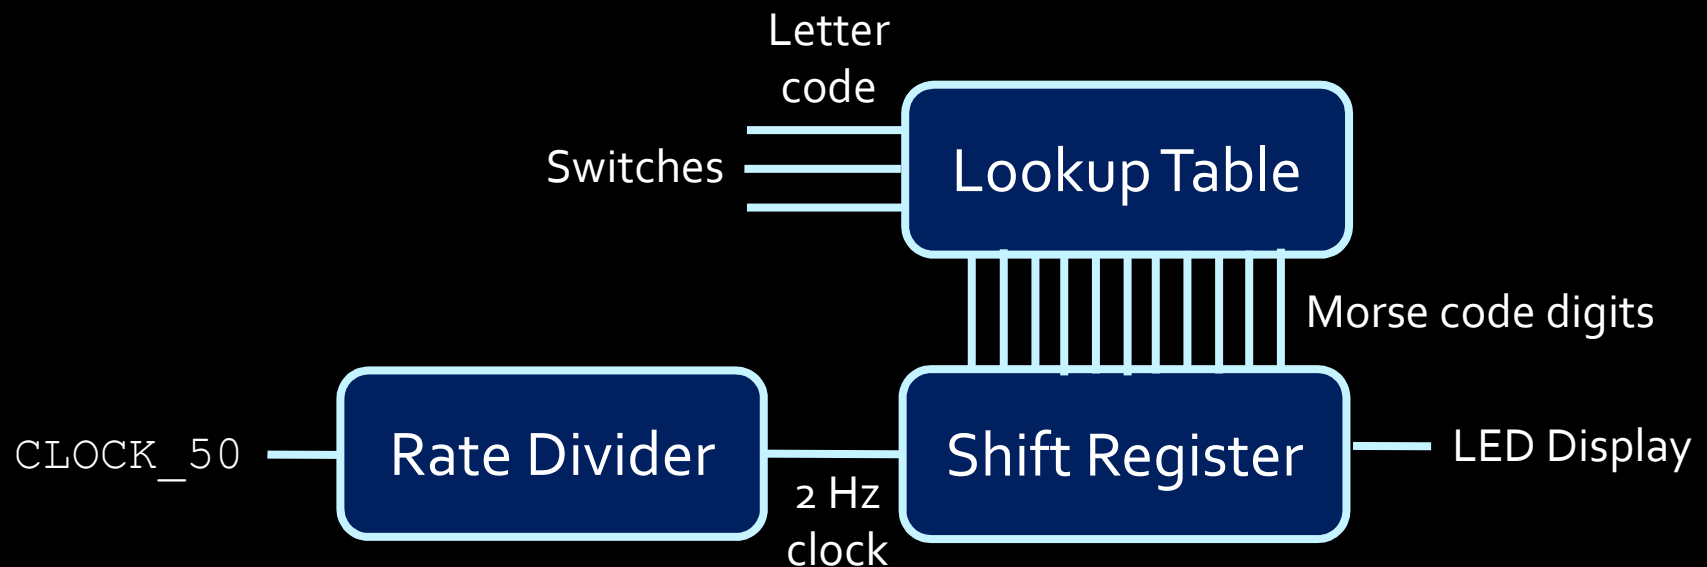 Letter
code
Switches
Lookup Table
Morse code digits
CLOCK_50
Rate Divider
2 Hz
clock
Shift Register
LED Display